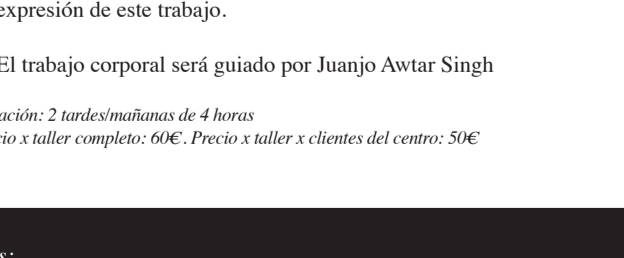 expresión de este trabajo.
El trabajo corporal será guiado por Juanjo Awtar Singh
ación: 2 tardes/mañanas de 4 horas
cio x taller completo: 60€. Precio x taller x clientes del centro: 50€
s: